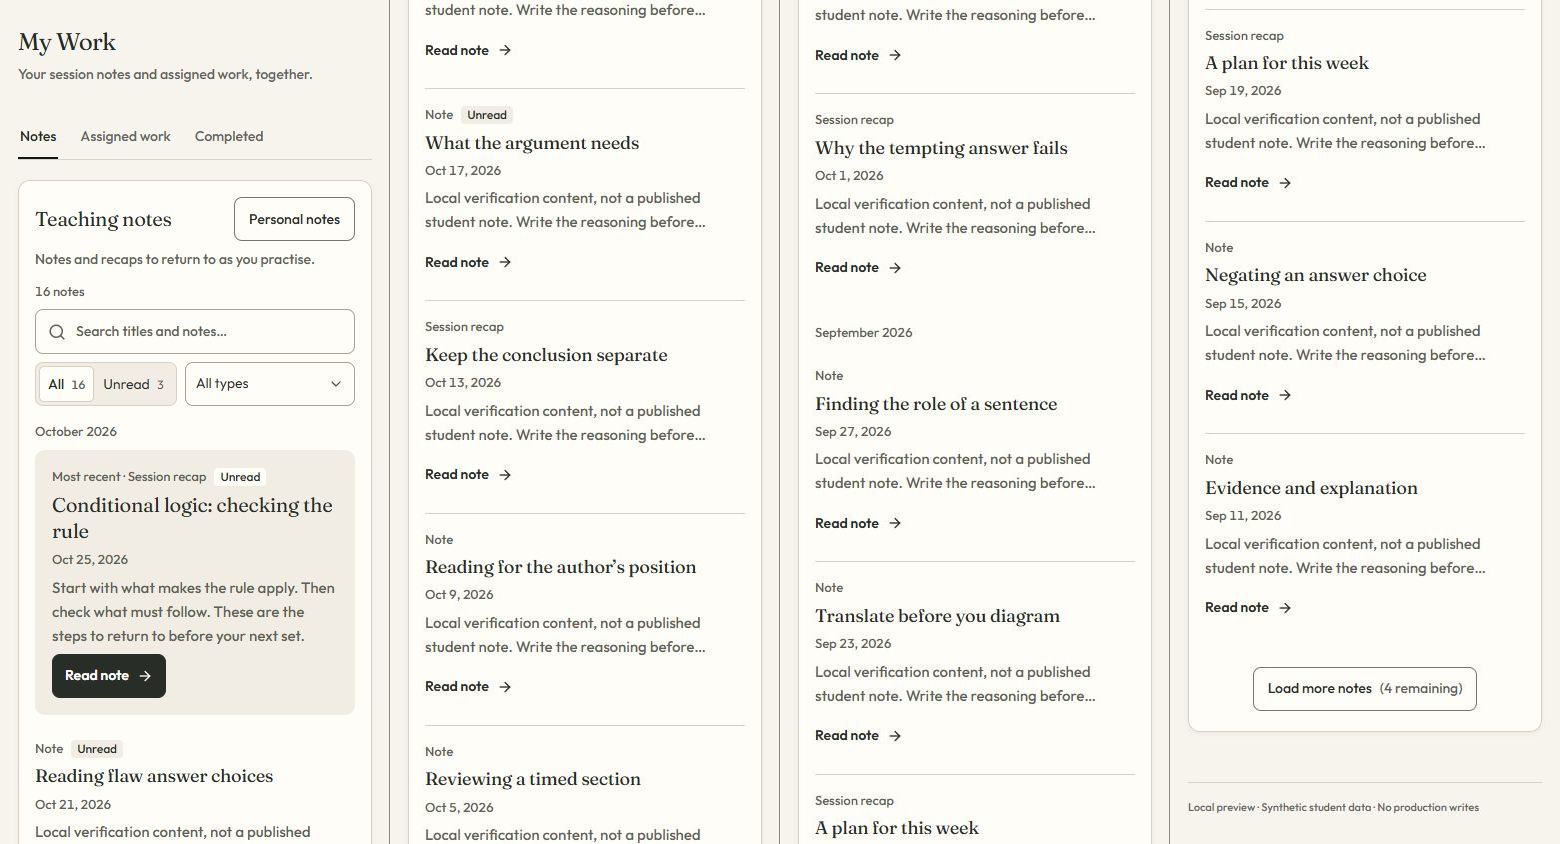 My Work
Your session notes and assigned work, together.
Notes Assigned work Completed
Teaching notes
Personal notes
Notes and recaps to return to as you practise.
16 notes
Search titles and notes...
All 16 Unread 3 All types
October 2026
Most recent · Session recap Unread
Conditional logic: checking the
rule
Oct 25, 2026
Start with what makes the rule apply. Then
check what must follow. These are the
steps to return to before your next set.
Read note →
Note Unread
Reading flaw answer choices
Oct 21, 2026
Local verification content, not a published
student note. Write the reasoning before...
Read note →
Note Unread
What the argument needs
Oct 17, 2026
Local verification content, not a published
student note. Write the reasoning before...
Read note →
Session recap
Keep the conclusion separate
Oct 13, 2026
Local verification content, not a published
student note. Write the reasoning before...
Read note →
Note
Reading for the author’s position
Oct 9, 2026
Local verification content, not a published
student note. Write the reasoning before...
Read note →
Note
Reviewing a timed section
Oct 5, 2026
Local verification content, not a published
student note. Write the reasoning before...
Read note →
Session recap
Why the tempting answer fails
Oct 1, 2026
Local verification content, not a published
student note. Write the reasoning before...
Read note →
September 2026
Note
Finding the role of a sentence
Sep 27, 2026
Local verification content, not a published
student note. Write the reasoning before...
Read note →
Note
Translate before you diagram
Sep 23, 2026
Local verification content, not a published
student note. Write the reasoning before...
Read note →
Session recap
A plan for this week
Session recap
A plan for this week
Sep 19, 2026
Local verification content, not a published
student note. Write the reasoning before...
Read note →
Note
Negating an answer choice
Sep 15, 2026
Local verification content, not a published
student note. Write the reasoning before...
Read note →
Note
Evidence and explanation
Sep 11, 2026
Local verification content, not a published
student note. Write the reasoning before...
Read note →
Load more notes (4 remaining)
Local preview · Synthetic student data · No production writes